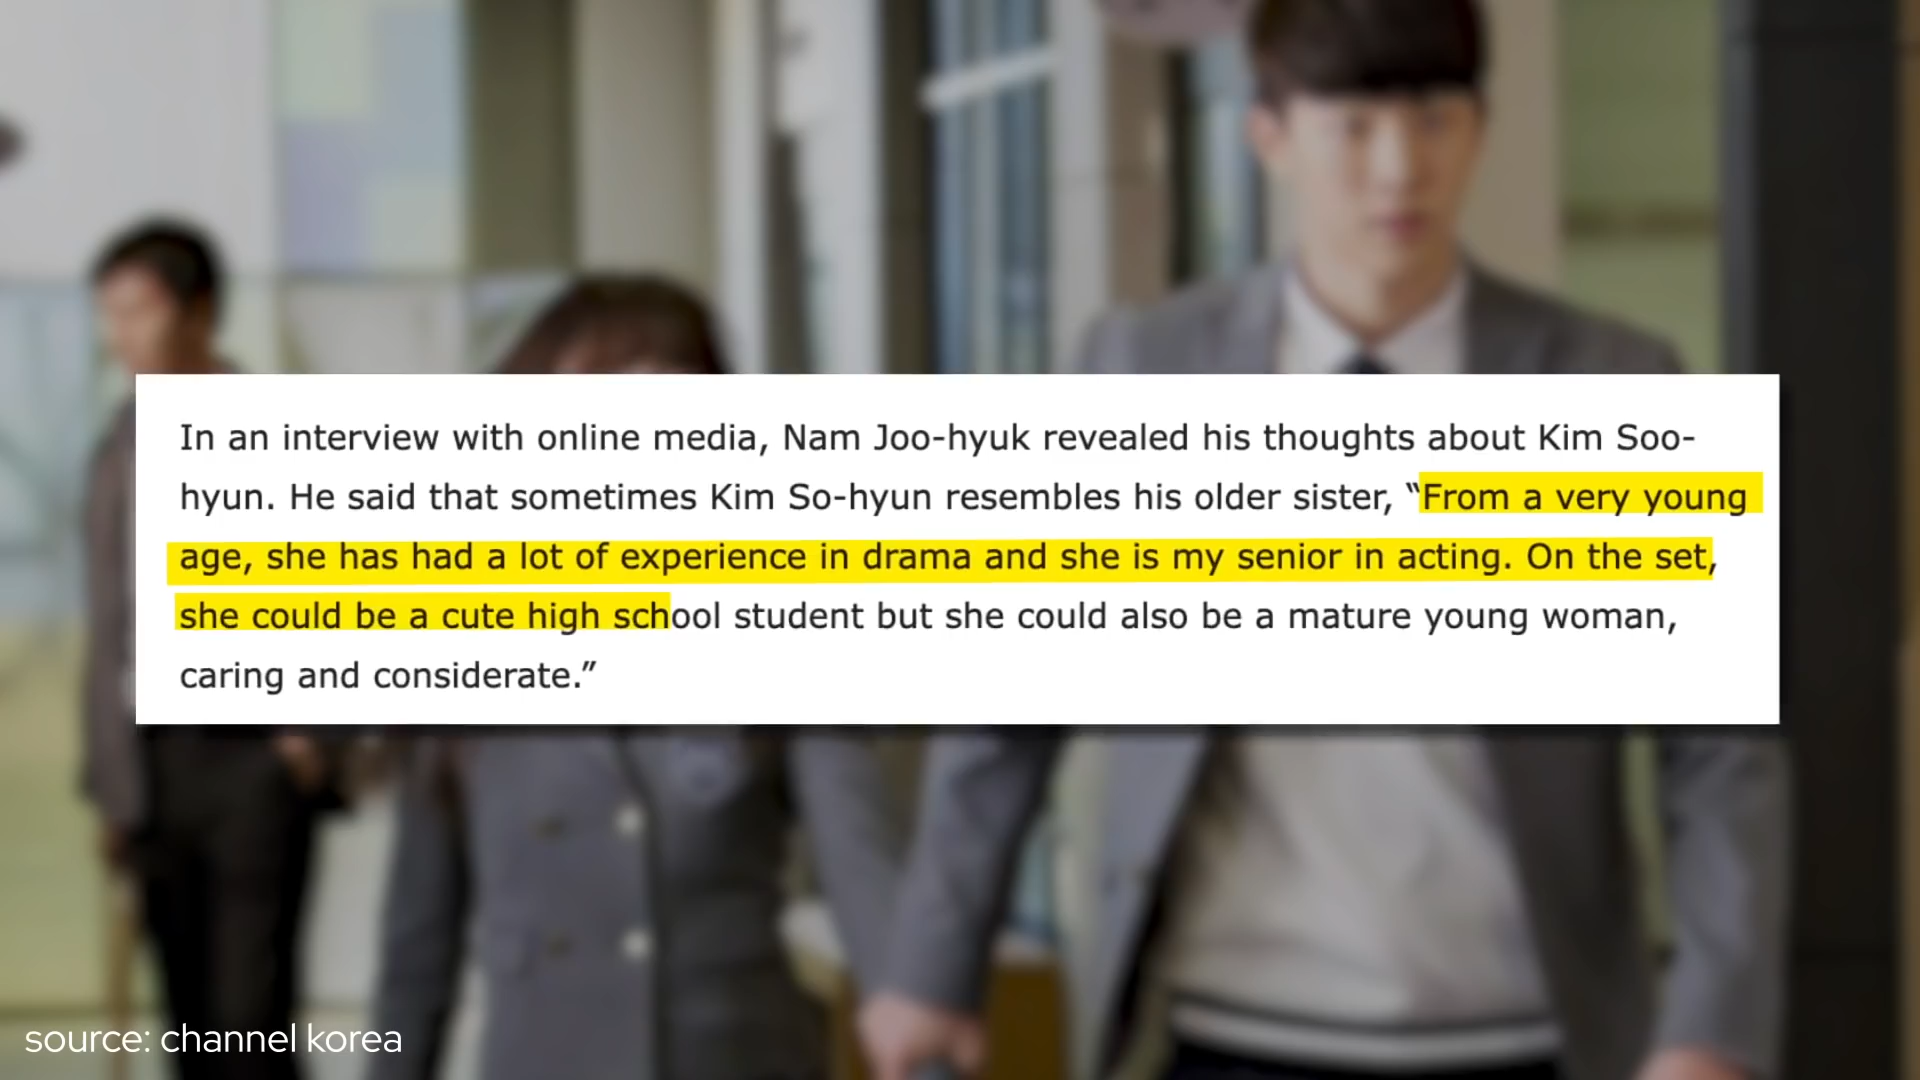 In an interview with online media, Nam Joo-hyuk revealed his thoughts about Kim Soo-
hyun. He said that sometimes Kim So-hyun resembles his older sister, “From a very young
age, she has had a lot of experience in drama and she is my senior in acting. On the set,
she could be a cute high school student but she could also be a mature young woman,
caring and considerate.”
source: channel korea